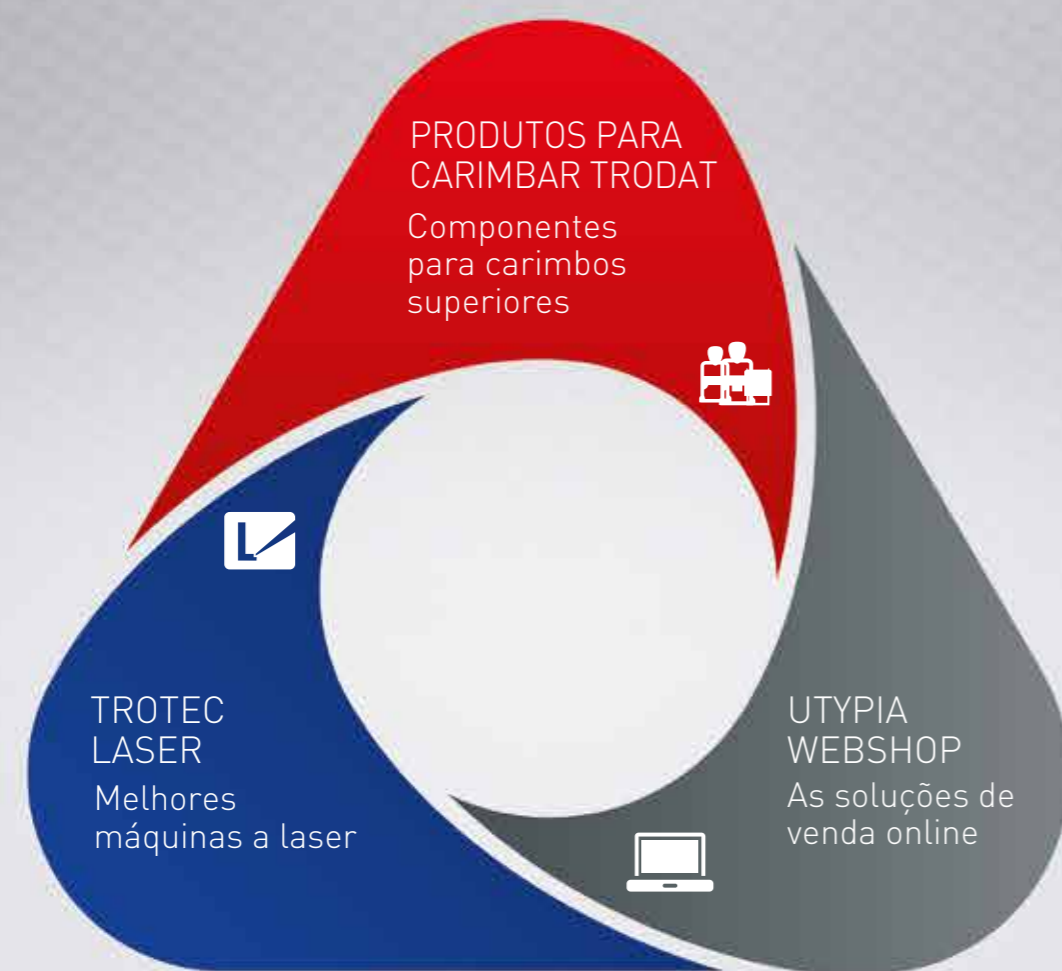 PRODUTOS PARA
CARIMBAR TRODAT
Componentes
para carimbos
superiores
L
TROTEC
LASER
Melhores
máquinas a laser
UTYPIA
WEBSHOP
As soluções de
venda online